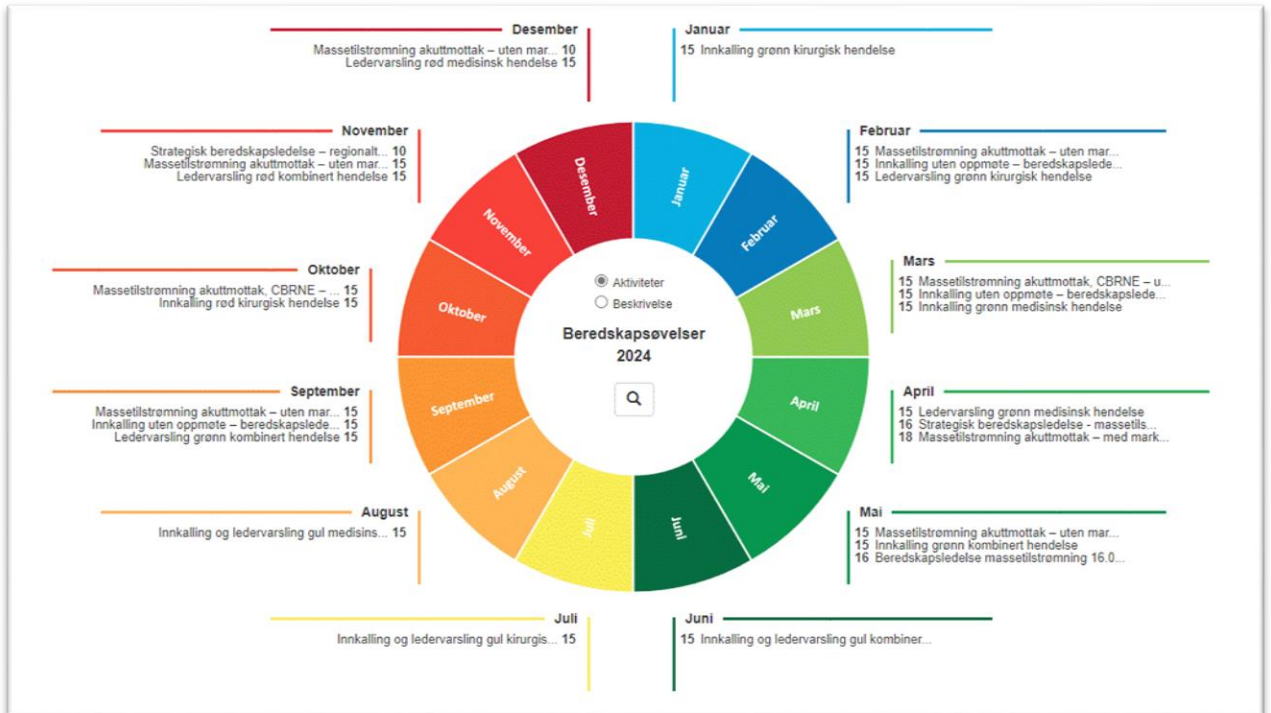 Desember
Massetilstrømning akuttmottak – uten mar... 10
Ledervarsling rød medisinsk hendelse 15
Januar
15 Innkalling grønn kirurgisk hendelse
November
Strategisk beredskapsledelse – regionalt... 10
Massetilstrømning akuttmottak – uten mar... 15
Ledervarsling rød kombinert hendelse 15
Februar
15 Massetilstrømning akuttmottak – uten mar...
15 Innkalling uten oppmøte – beredskapslede...
15 Ledervarsling grønn kirurgisk hendelse
Oktober
Massetilstrømning akuttmottak, CBRNE – ... 15
Innkalling rød kirurgisk hendelse 15
Mars
15 Massetilstrømning akuttmottak, CBRNE – u...
15 Innkalling uten oppmøte – beredskapslede...
15 Innkalling grønn medisinsk hendelse
September
Massetilstrømning akuttmottak – uten mar... 15
Innkalling uten oppmøte – beredskapslede... 15
Ledervarsling grønn kombinert hendelse 15
April
15 Ledervarsling grønn medisinsk hendelse
16 Strategisk beredskapsledelse - massetils...
18 Massetilstrømning akuttmottak – med mark...
August
Innkalling og ledervarsling gul medisins... 15
Mai
15 Massetilstrømning akuttmottak – uten mar...
15 Innkalling grønn kombinert hendelse
16 Beredskapsledelse massetilstrømning 16.0...
Juli
Innkalling og ledervarsling gul kirurgis... 15
Juni
15 Innkalling og ledervarsling gul kombiner...
Januar
Februar
Mars
April
Mai
Juni
Juli
August
September
Oktober
November
Desember
Aktiviteter
Beskrivelse
Beredskapsøvelser
2024